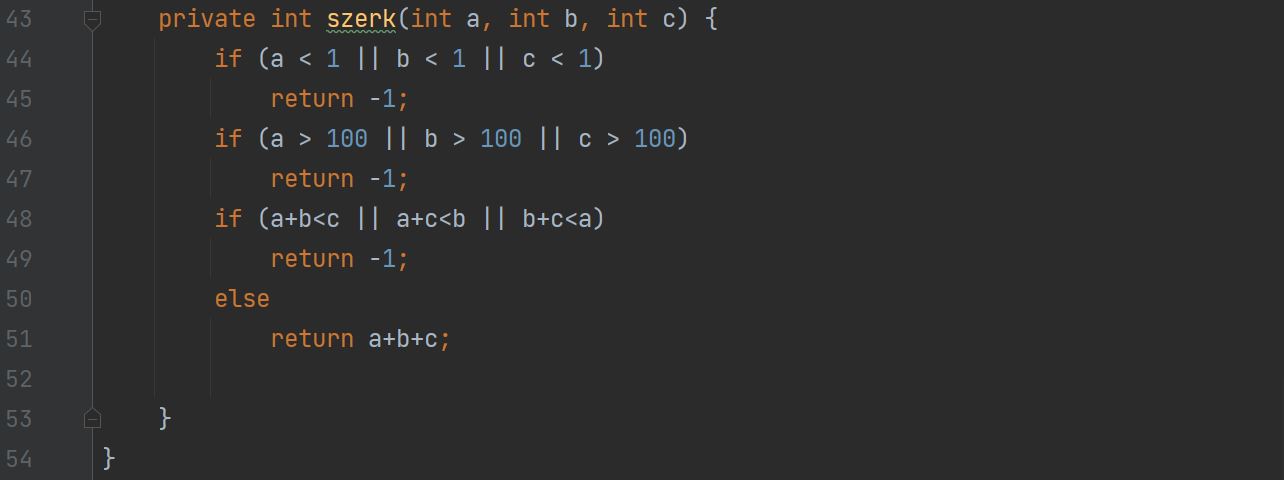 43 private int szerk(int a, int b, int c) {
44 if (a < 1 || b < 1 || c < 1)
45 return -1;
46 if (a > 100 || b > 100 || c > 100)
47 return -1;
48 if (a+b<c || a+c<b || b+c<a)
49 return -1;
50 else
51 return a+b+c;
52
53 }
54 }